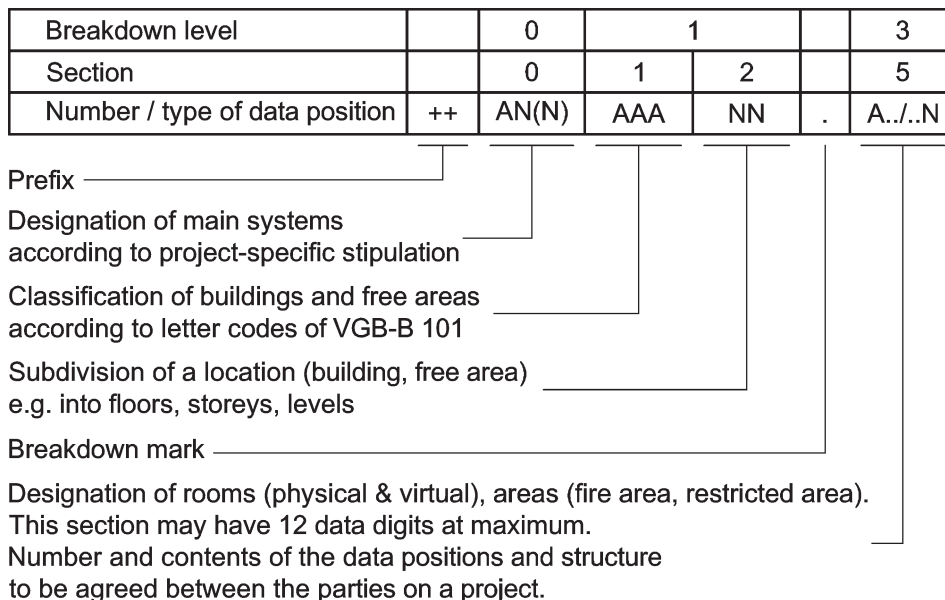 Breakdown level 0 1 3
Section 0 1 2 5
Number / type of data position ++ AN(N) AAA NN . A../..N
Prefix
Designation of main systems
according to project-specific stipulation
Classification of buildings and free areas
according to letter codes of VGB-B 101
Subdivision of a location (building, free area)
e.g. into floors, storeys, levels
Breakdown mark
Designation of rooms (physical & virtual), areas (fire area, restricted area).
This section may have 12 data digits at maximum.
Number and contents of the data positions and structure
to be agreed between the parties on a project.